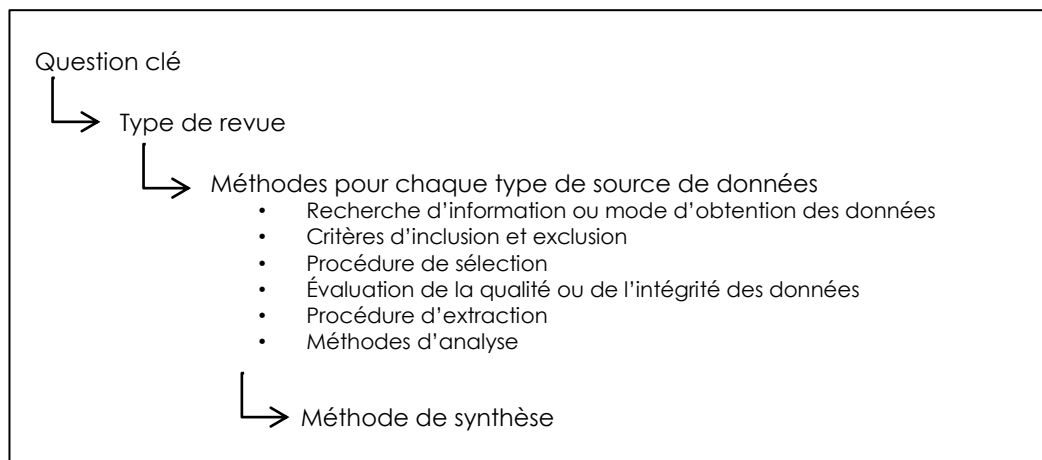 Question clé
Type de revue
Méthodes pour chaque type de source de données
• Recherche d’information ou mode d’obtention des données
• Critères d’inclusion et exclusion
• Procédure de sélection
• Évaluation de la qualité ou de l’intégrité des données
• Procédure d’extraction
• Méthodes d’analyse
Méthode de synthèse